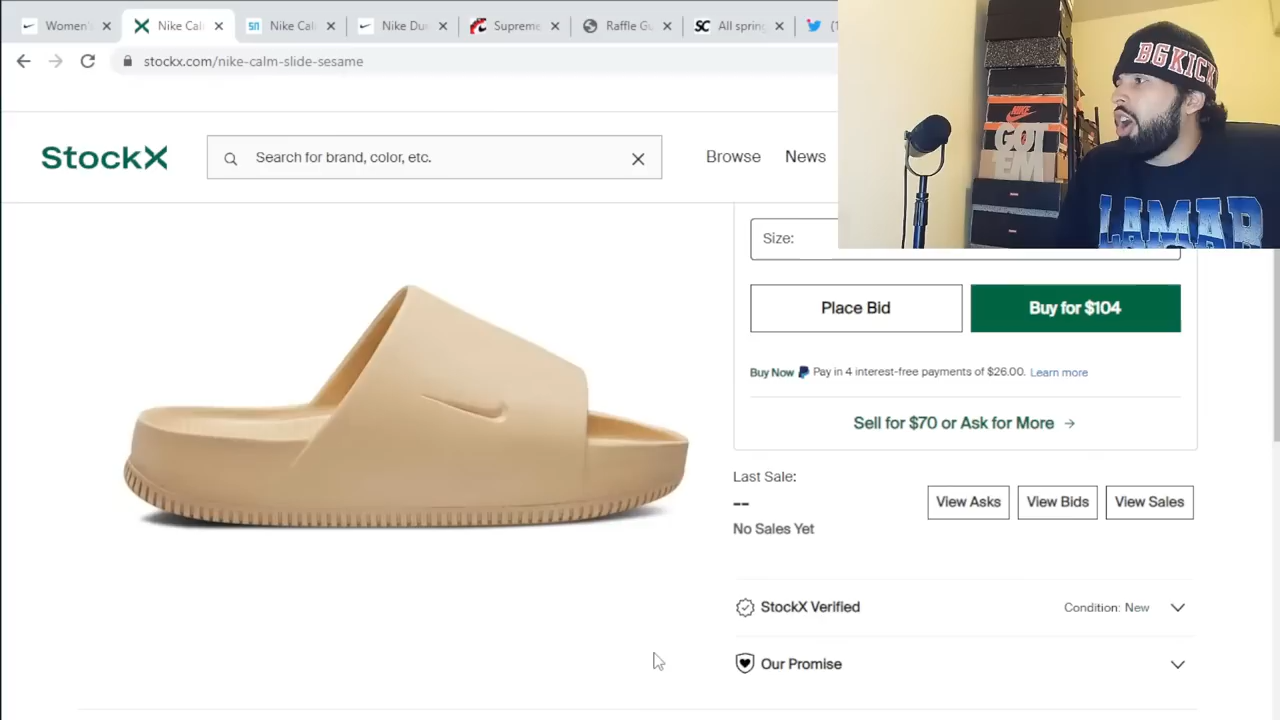 Women'
Nike Cal
Nike Cal
Nike Du
Supreme
Raffle Gu
All spring
(1
stockx.com/nike-calm-slide-sesame
StockX
Search for brand, color, etc.
Browse
News
BGKICK
GOT
'EM
LAMAR
Size:
Place Bid
Buy for $104
Buy Now Pay in 4 interest-free payments of $26.00. Learn more
Sell for $70 or Ask for More
Last Sale:
--
No Sales Yet
View Asks
View Bids
View Sales
StockX Verified
Condition: New
Our Promise